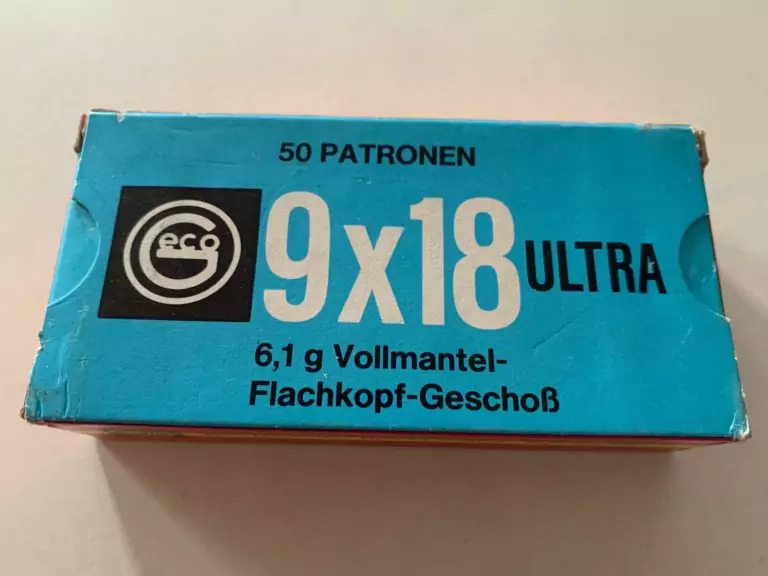 50 PATRONEN
Geco
9x18 ULTRA
6,1 g Vollmantel-
Flachkopf-Geschoß